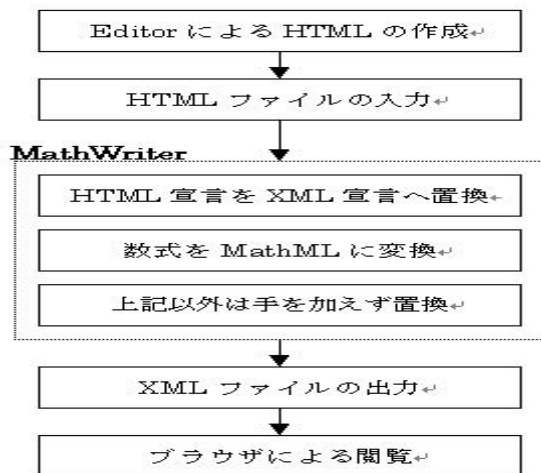 Editor による HTML の作成↵
HTML ファイルの入力↵
MathWriter
HTML 宣言を XML 宣言へ置換↵
数式を MathML に変換↵
上記以外は手を加えず置換↵
XML ファイルの出力↵
ブラウザによる閲覧↵